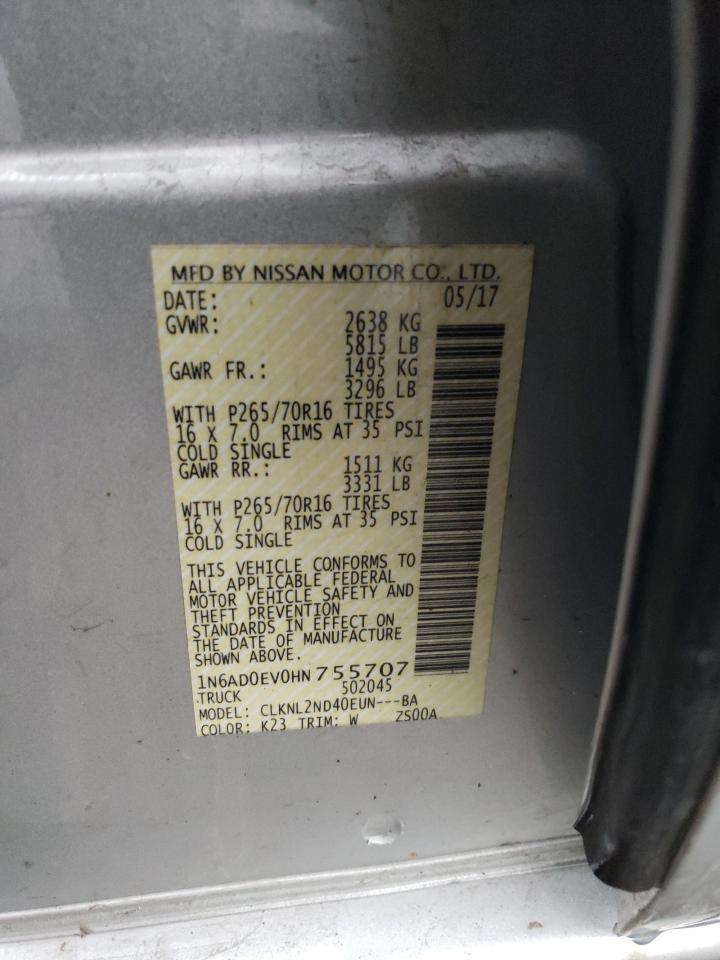 MFD BY NISSAN MOTOR CO., LTD.
DATE: 05/17
GVWR: 2638 KG
5815 LB
GAWR FR.: 1495 KG
3296 LB
WITH P265/70R16 TIRES
16 X 7.0 RIMS AT 35 PSI
COLD SINGLE
GAWR RR.: 1511 KG
3331 LB
WITH P265/70R16 TIRES
16 X 7.0 RIMS AT 35 PSI
COLD SINGLE
THIS VEHICLE CONFORMS TO
ALL APPLICABLE FEDERAL
MOTOR VEHICLE SAFETY AND
THEFT PREVENTION
STANDARDS IN EFFECT ON
THE DATE OF MANUFACTURE
SHOWN ABOVE.
1N6AD0EV0HN755707
TRUCK 502045
MODEL: CLKNL2ND40EUN---BA
COLOR: K23 TRIM: W ZS00A